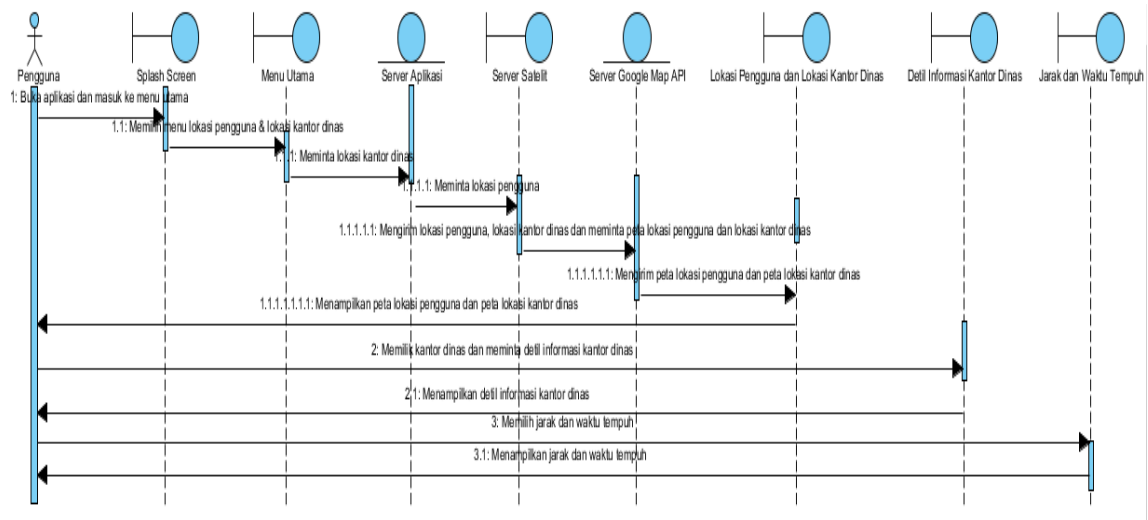 Pengguna
Splash Screen
Menu Utama
Server Aplikasi
Server Satelit
Server Google Map API
Lokasi Pengguna dan Lokasi Kantor Dinas
Detil Informasi Kantor Dinas
Jarak dan Waktu Tempuh
1: Buka aplikasi dan masuk ke menu utama
1.1: Memilih menu lokasi pengguna & lokasi kantor dinas
1.1.1: Meminta lokasi kantor dinas
1.1.1.1: Meminta lokasi pengguna
1.1.1.1.1: Mengirim lokasi pengguna, lokasi kantor dinas dan meminta peta lokasi pengguna dan lokasi kantor dinas
1.1.1.1.1.1: Mengirim peta lokasi pengguna dan peta lokasi kantor dinas
1.1.1.1.1.1.1: Menampilkan peta lokasi pengguna dan peta lokasi kantor dinas
2: Memilik kantor dinas dan meminta detil informasi kantor dinas
2.1: Menampilkan detil informasi kantor dinas
3: Memilih jarak dan waktu tempuh
3.1: Menampilkan jarak dan waktu tempuh